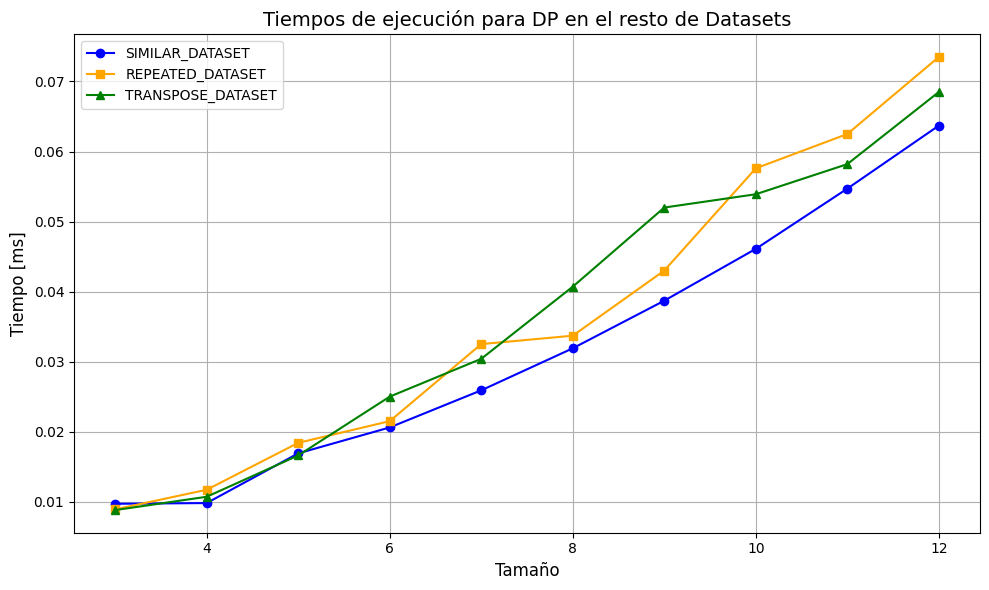 Tiempos de ejecución para DP en el resto de Datasets
SIMILAR_DATASET
REPEATED_DATASET
TRANSPOSE_DATASET
Tiempo [ms]
0.07
0.06
0.05
0.04
0.03
0.02
0.01
4 6 8 10 12
Tamaño